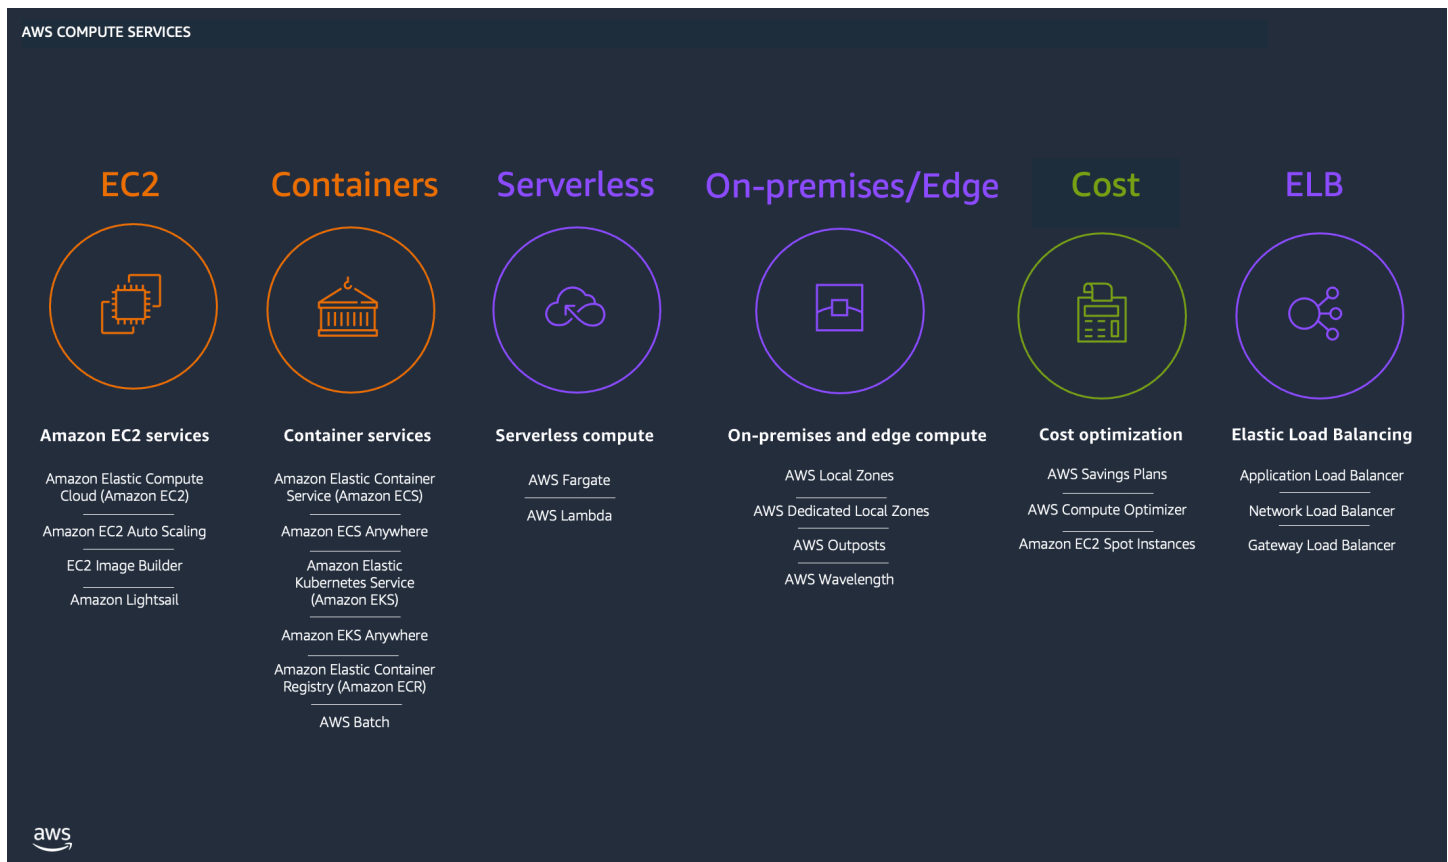 AWS COMPUTE SERVICES
EC2
Amazon EC2 services
Amazon Elastic Compute
Cloud (Amazon EC2)
Amazon EC2 Auto Scaling
EC2 Image Builder
Amazon Lightsail
Containers
Container services
Amazon Elastic Container
Service (Amazon ECS)
Amazon ECS Anywhere
Amazon Elastic
Kubernetes Service
(Amazon EKS)
Amazon EKS Anywhere
Amazon Elastic Container
Registry (Amazon ECR)
AWS Batch
Serverless
Serverless compute
AWS Fargate
AWS Lambda
On-premises/Edge
On-premises and edge compute
AWS Local Zones
AWS Dedicated Local Zones
AWS Outposts
AWS Wavelength
Cost
Cost optimization
AWS Savings Plans
AWS Compute Optimizer
Amazon EC2 Spot Instances
ELB
Elastic Load Balancing
Application Load Balancer
Network Load Balancer
Gateway Load Balancer
aws